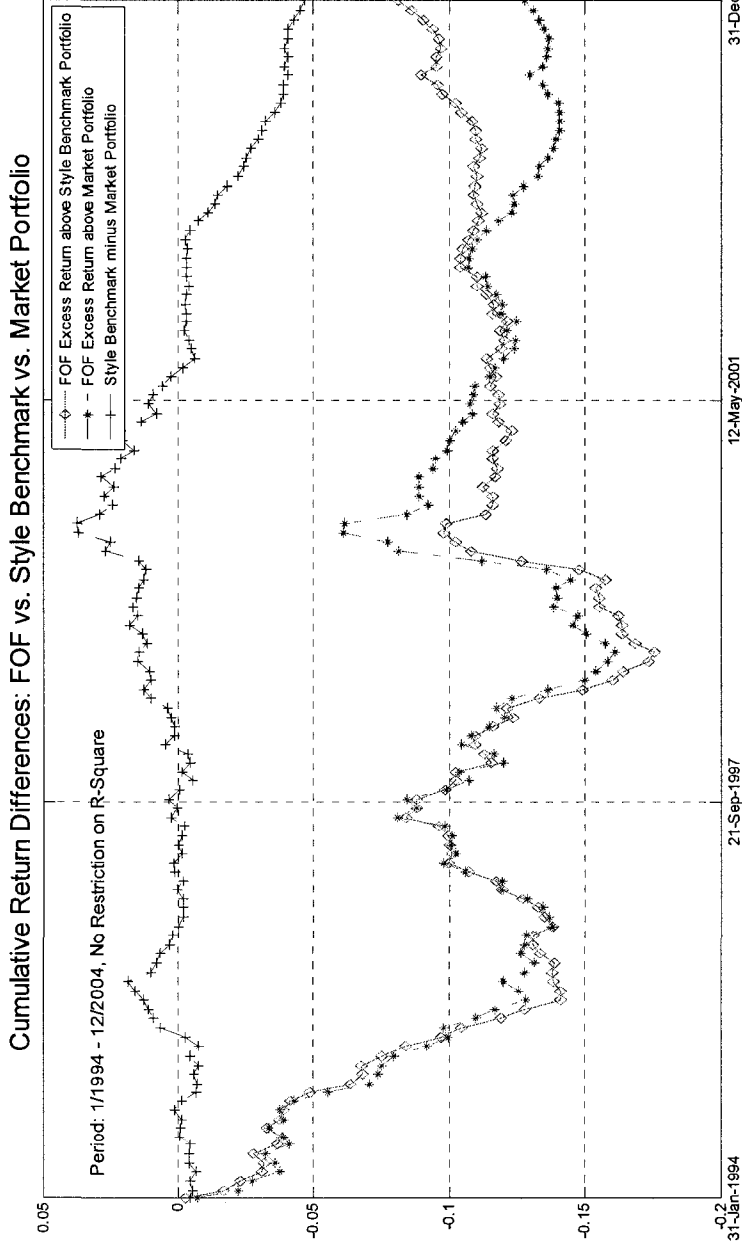 Cumulative Return Differences: FOF vs. Style Benchmark vs. Market Portfolio
0.05
0
-0.05
-0.1
-0.15
-0.2
Period: 1/1994 - 12/2004, No Restriction on R-Square
FOF Excess Return above Style Benchmark Portfolio
FOF Excess Return above Market Portfolio
Style Benchmark minus Market Portfolio
31-Jan-1994
21-Sep-1997
12-May-2001
31-Dec